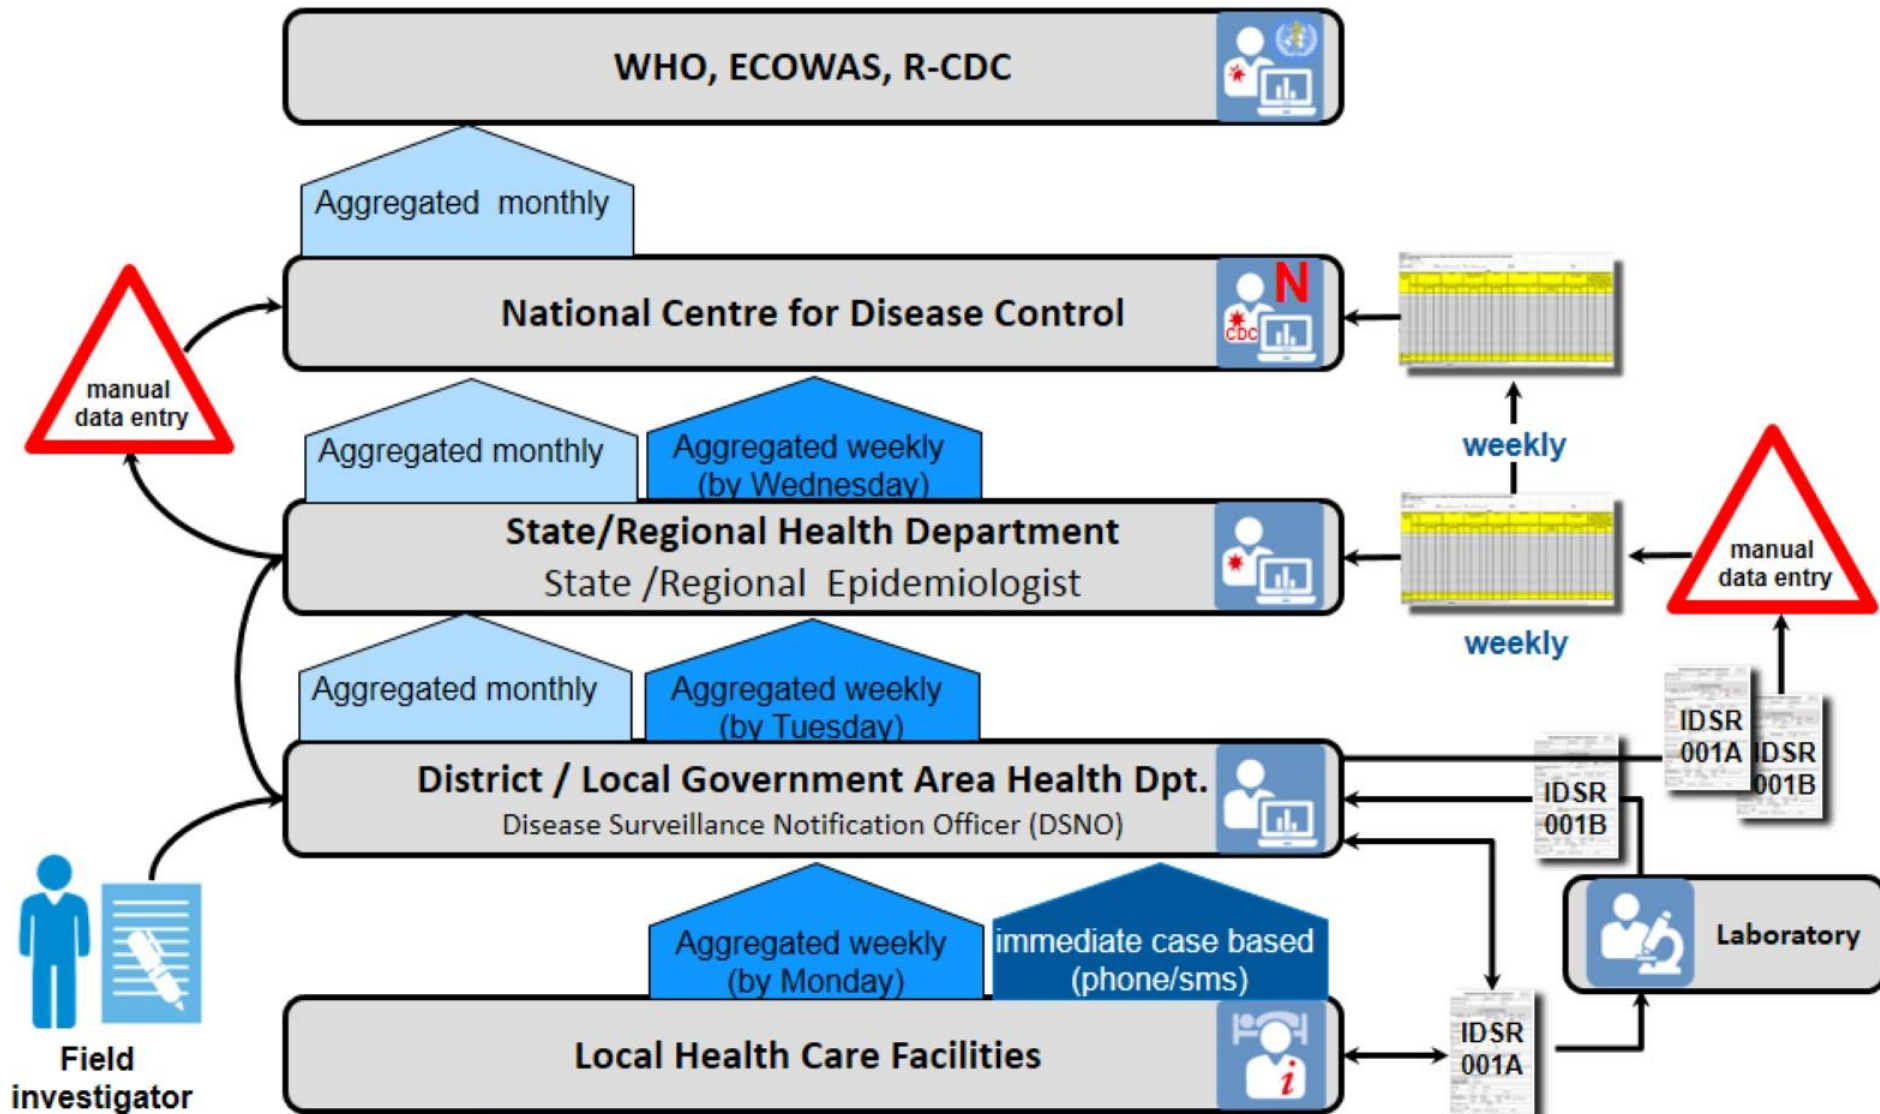 WHO, ECOWAS, R-CDC
Aggregated monthly
National Centre for Disease Control
N
CDC
manual
data entry
Aggregated monthly
Aggregated weekly
(by Wednesday)
weekly
State/Regional Health Department
State /Regional Epidemiologist
manual
data entry
weekly
Aggregated monthly
Aggregated weekly
(by Tuesday)
IDSR
001A
IDSR
001B
District / Local Government Area Health Dpt.
Disease Surveillance Notification Officer (DSNO)
IDSR
001B
Laboratory
Aggregated weekly
(by Monday)
immediate case based
(phone/sms)
Field
investigator
Local Health Care Facilities
i
IDSR
001A